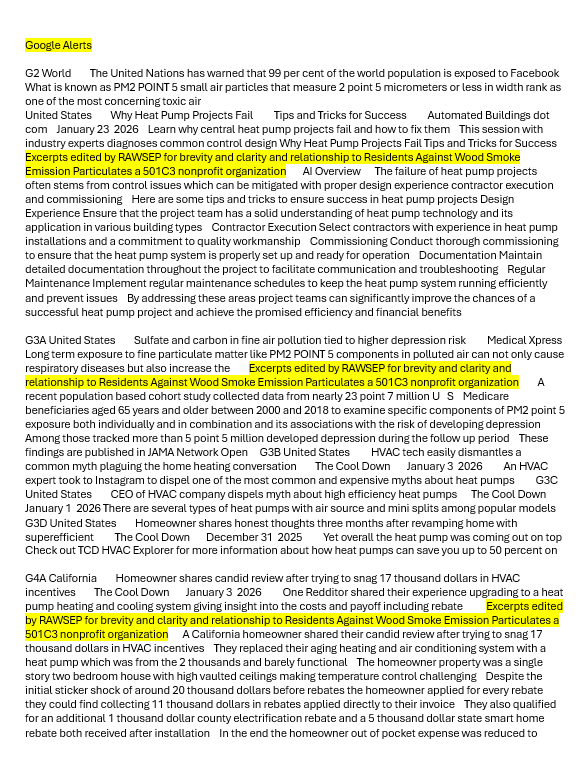 Google Alerts
G2 World The United Nations has warned that 99 per cent of the world population is exposed to Facebook
What is known as PM2 POINT 5 small air particles that measure 2 point 5 micrometers or less in width rank as
one of the most concerning toxic air
United States Why Heat Pump Projects Fail Tips and Tricks for Success Automated Buildings dot
com January 23 2026 Learn why central heat pump projects fail and how to fix them This session with
industry experts diagnoses common control design Why Heat Pump Projects Fail Tips and Tricks for Success
Excerpts edited by RAWSEP for brevity and clarity and relationship to Residents Against Wood Smoke
Emission Particulates a 501C3 nonprofit organization AI Overview The failure of heat pump projects
often stems from control issues which can be mitigated with proper design experience contractor execution
and commissioning Here are some tips and tricks to ensure success in heat pump projects Design
Experience Ensure that the project team has a solid understanding of heat pump technology and its
application in various building types Contractor Execution Select contractors with experience in heat pump
installations and a commitment to quality workmanship Commissioning Conduct thorough commissioning
to ensure that the heat pump system is properly set up and ready for operation Documentation Maintain
detailed documentation throughout the project to facilitate communication and troubleshooting Regular
Maintenance Implement regular maintenance schedules to keep the heat pump system running efficiently
and prevent issues By addressing these areas project teams can significantly improve the chances of a
successful heat pump project and achieve the promised efficiency and financial benefits
G3A United States Sulfate and carbon in fine air pollution tied to higher depression risk Medical Xpress
Long term exposure to fine particulate matter like PM2 POINT 5 components in polluted air can not only cause
respiratory diseases but also increase the Excerpts edited by RAWSEP for brevity and clarity and
relationship to Residents Against Wood Smoke Emission Particulates a 501C3 nonprofit organization A
recent population based cohort study collected data from nearly 23 point 7 million U S Medicare
beneficiaries aged 65 years and older between 2000 and 2018 to examine specific components of PM2 point 5
exposure both individually and in combination and its associations with the risk of developing depression
Among those tracked more than 5 point 5 million developed depression during the follow up period These
findings are published in JAMA Network Open G3B United States HVAC tech easily dismantles a
common myth plaguing the home heating conversation The Cool Down January 3 2026 An HVAC
expert took to Instagram to dispel one of the most common and expensive myths about heat pumps G3C
United States CEO of HVAC company dispels myth about high efficiency heat pumps The Cool Down
January 1 2026 There are several types of heat pumps with air source and mini splits among popular models
G3D United States Homeowner shares honest thoughts three months after revamping home with
superefficient The Cool Down December 31 2025 Yet overall the heat pump was coming out on top
Check out TCD HVAC Explorer for more information about how heat pumps can save you up to 50 percent on
G4A California Homeowner shares candid review after trying to snag 17 thousand dollars in HVAC
incentives The Cool Down January 3 2026 One Redditor shared their experience upgrading to a heat
pump heating and cooling system giving insight into the costs and payoff including rebate Excerpts edited
by RAWSEP for brevity and clarity and relationship to Residents Against Wood Smoke Emission Particulates a
501C3 nonprofit organization A California homeowner shared their candid review after trying to snag 17
thousand dollars in HVAC incentives They replaced their aging heating and air conditioning system with a
heat pump which was from the 2 thousands and barely functional The homeowner property was a single
story two bedroom house with high vaulted ceilings making temperature control challenging Despite the
initial sticker shock of around 20 thousand dollars before rebates the homeowner applied for every rebate
they could find collecting 11 thousand dollars in rebates applied directly to their invoice They also qualified
for an additional 1 thousand dollar county electrification rebate and a 5 thousand dollar state smart home
rebate both received after installation In the end the homeowner out of pocket expense was reduced to